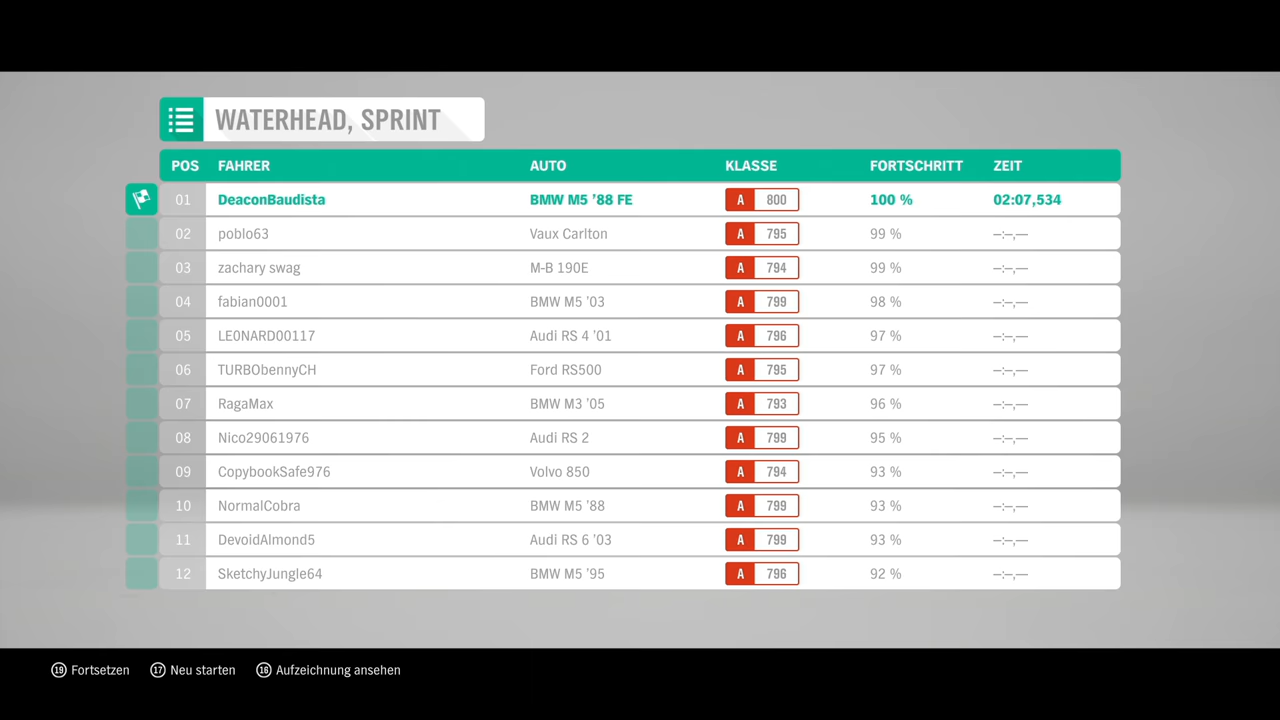 WATERHEAD, SPRINT
POS FAHRER AUTO KLASSE FORTSCHRITT ZEIT
01 DeaconBaudista BMW M5 '88 FE A 800 100 % 02:07,534
02 poblo63 Vaux Carlton A 795 99 % --:--,---
03 zachary swag M-B 190E A 794 99 % --:--,---
04 fabian0001 BMW M5 '03 A 799 98 % --:--,---
05 LE0NARD00117 Audi RS 4 '01 A 796 97 % --:--,---
06 TURBObennyCH Ford RS500 A 795 97 % --:--,---
07 RagaMax BMW M3 '05 A 793 96 % --:--,---
08 Nico29061976 Audi RS 2 A 799 95 % --:--,---
09 CopybookSafe976 Volvo 850 A 794 93 % --:--,---
10 NormalCobra BMW M5 '88 A 799 93 % --:--,---
11 DevoidAlmond5 Audi RS 6 '03 A 799 93 % --:--,---
12 SketchyJungle64 BMW M5 '95 A 796 92 % --:--,---
19 Fortsetzen 17 Neu starten 16 Aufzeichnung ansehen